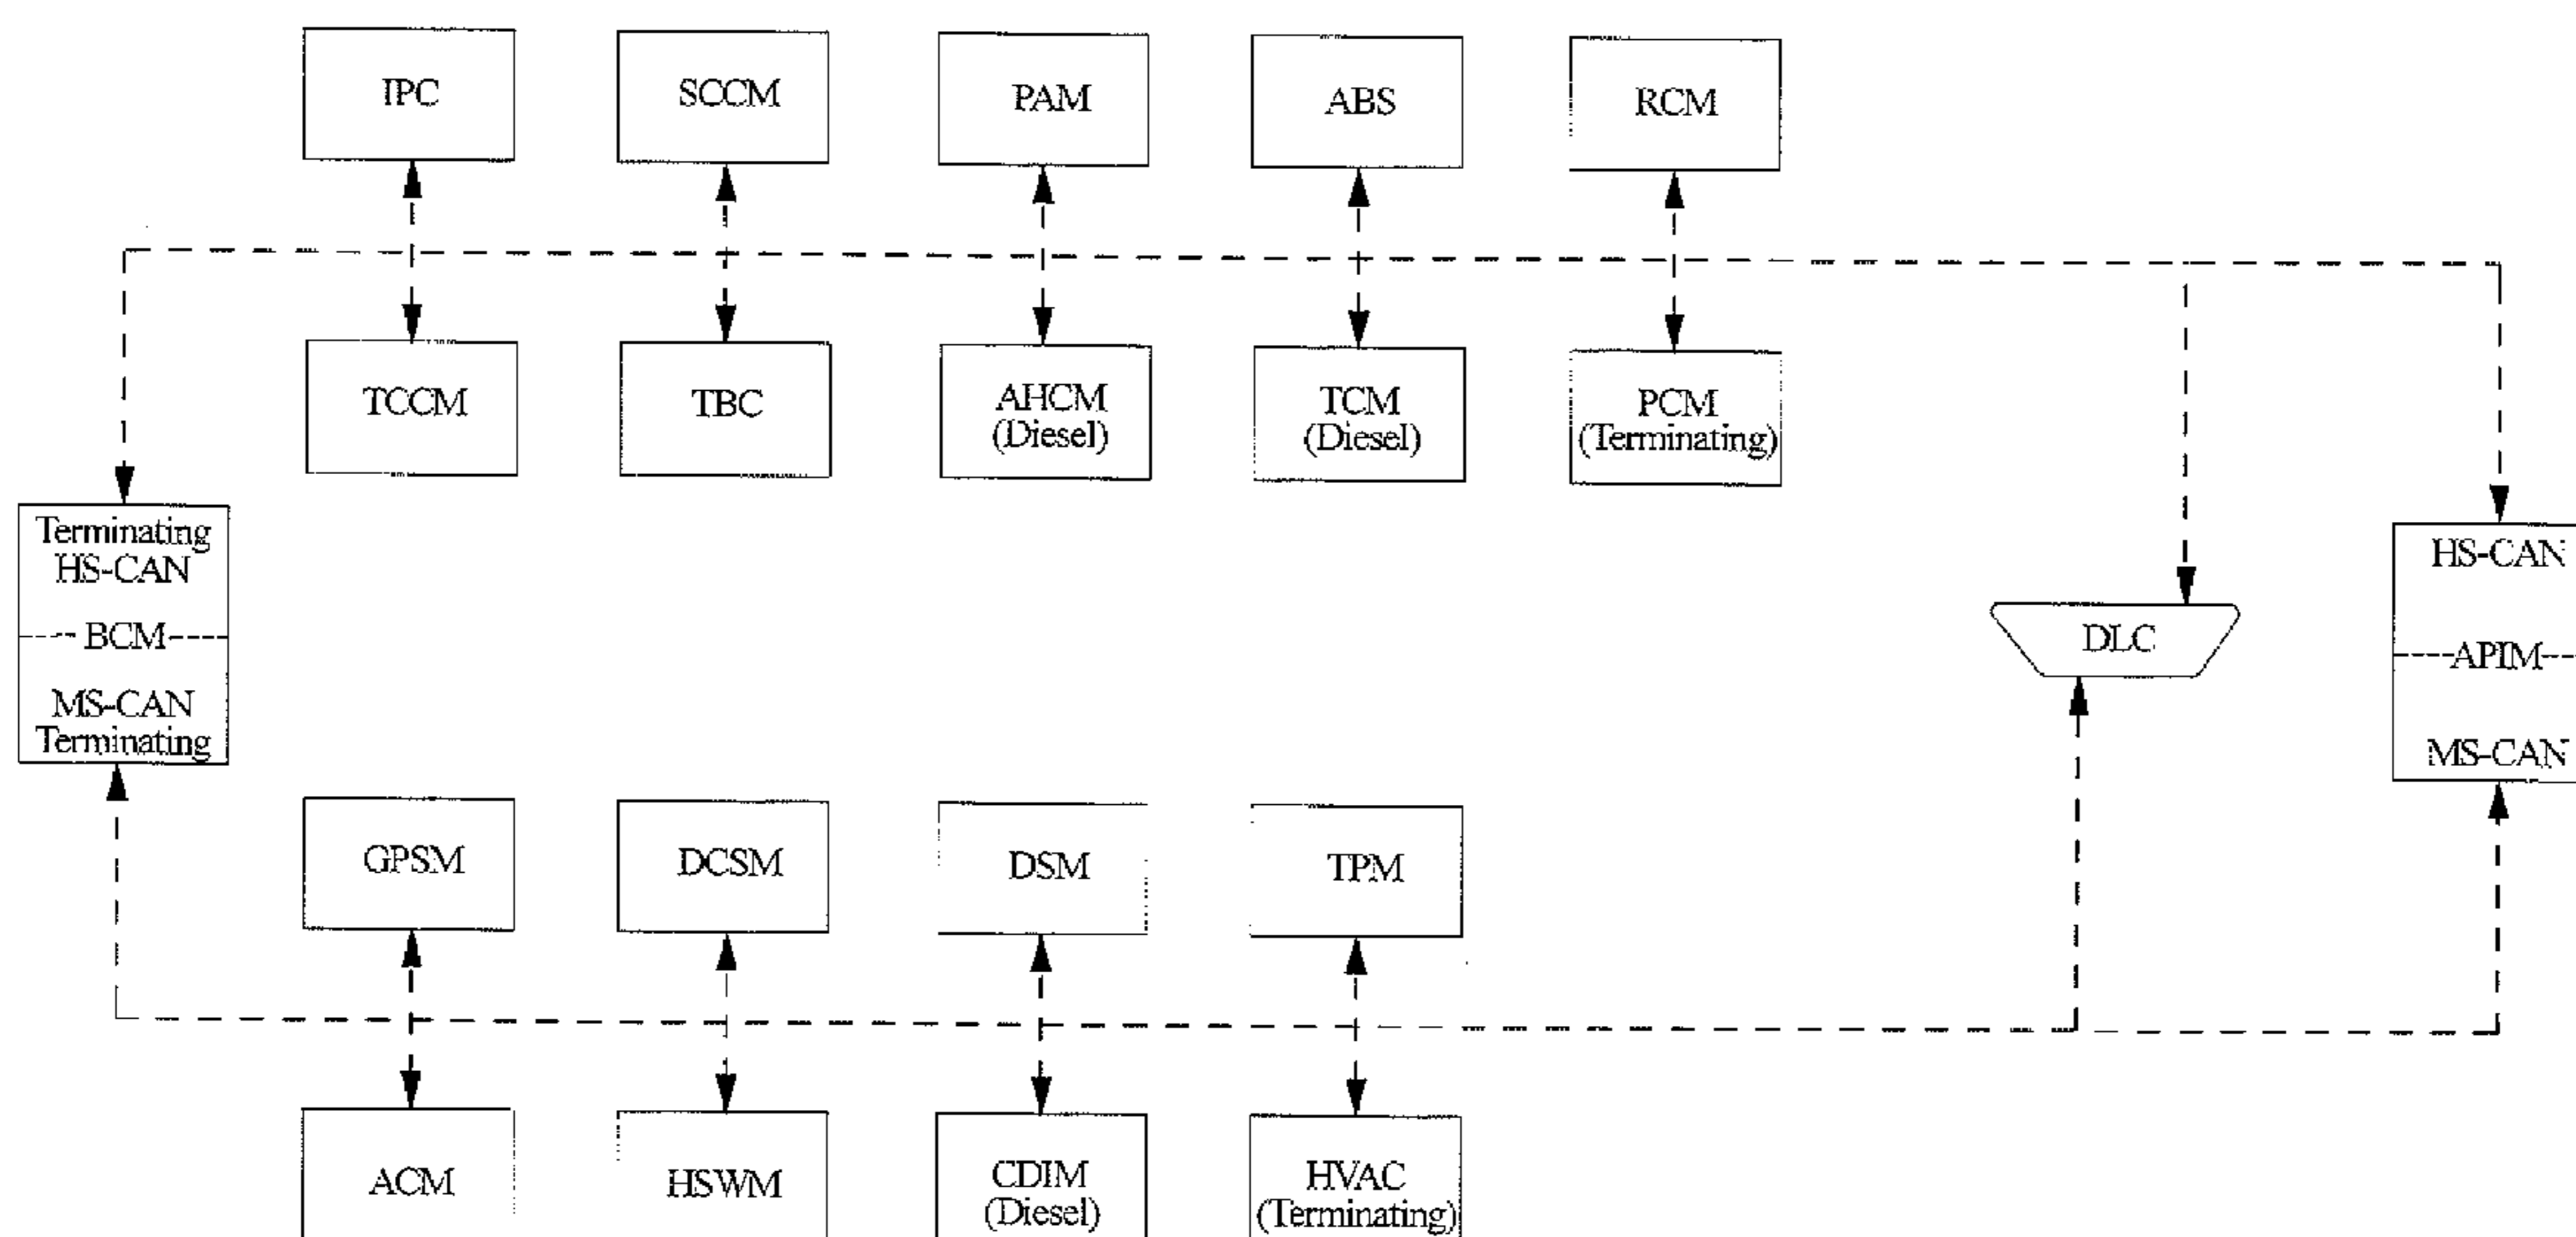 IPC
SCCM
PAM
ABS
RCM
TCCM
TBC
AHCM
(Diesel)
TCM
(Diesel)
PCM
(Terminating)
Terminating
HS-CAN
BCM
MS-CAN
Terminating
DLC
HS-CAN
APIM
MS-CAN
GPSM
DCSM
DSM
TPM
ACM
HSWM
CDIM
(Diesel)
HVAC
(Terminating)